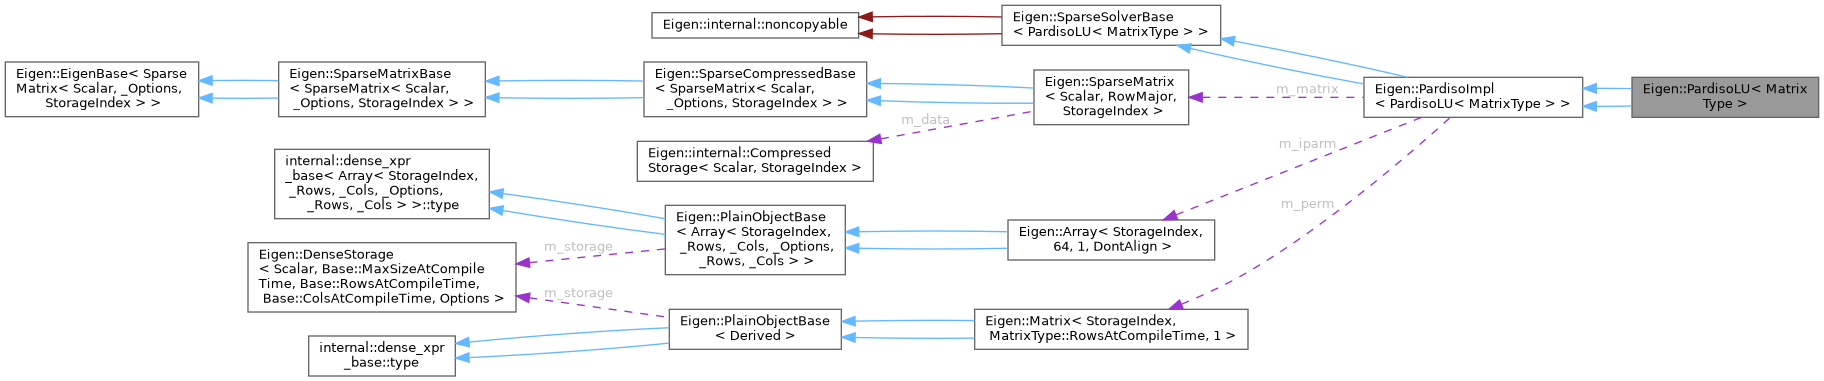 Eigen::internal::noncopyable
Eigen::SparseSolverBase
< PardisoLU< MatrixType > >
Eigen::EigenBase< Sparse
Matrix< Scalar, _Options,
StorageIndex > >
Eigen::SparseMatrixBase
< SparseMatrix< Scalar,
_Options, StorageIndex > >
Eigen::SparseCompressedBase
< SparseMatrix< Scalar,
_Options, StorageIndex > >
Eigen::SparseMatrix
< Scalar, RowMajor,
StorageIndex >
m_matrix
Eigen::PardisoImpl
< PardisoLU< MatrixType > >
Eigen::PardisoLU< Matrix
Type >
m_data
Eigen::internal::Compressed
Storage< Scalar, StorageIndex >
m_iparm
internal::dense_xpr
_base< Array< StorageIndex,
_Rows, _Cols, _Options,
_Rows, _Cols > >::type
m_perm
Eigen::PlainObjectBase
< Array< StorageIndex,
_Rows, _Cols, _Options,
_Rows, _Cols > >
Eigen::Array< StorageIndex,
64, 1, DontAlign >
m_storage
Eigen::DenseStorage
< Scalar, Base::MaxSizeAtCompile
Time, Base::RowsAtCompileTime,
Base::ColsAtCompileTime, Options >
m_storage
Eigen::PlainObjectBase
< Derived >
Eigen::Matrix< StorageIndex,
MatrixType::RowsAtCompileTime, 1 >
internal::dense_xpr
_base::type